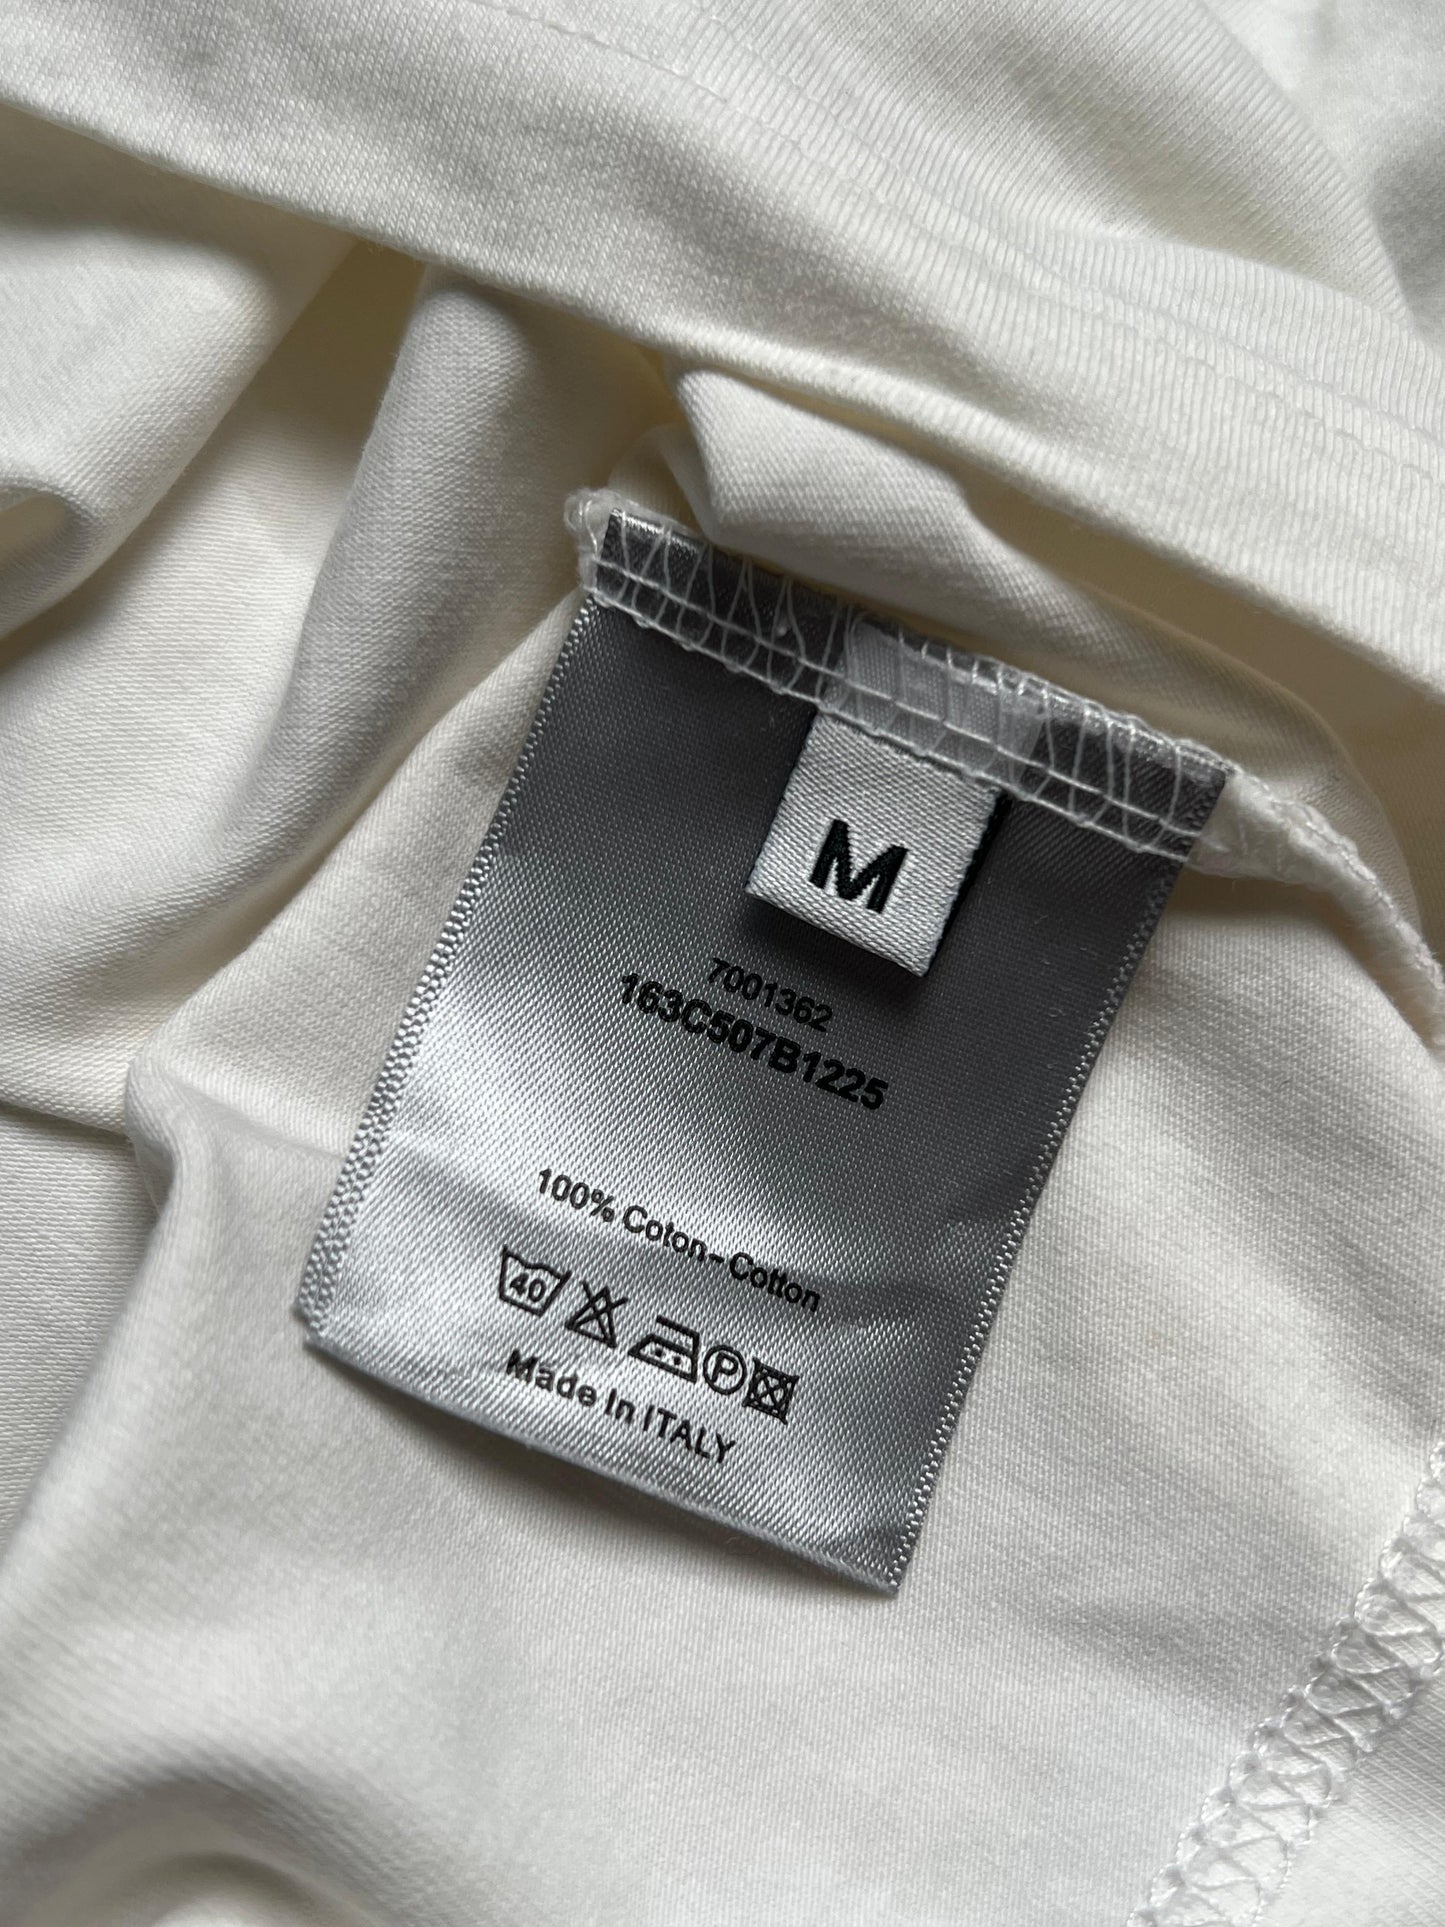 M
7001362
163C507B1225
100% Coton - Cotton
40
P
Made In ITALY